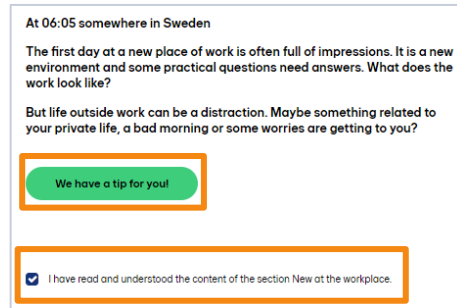 At 06:05 somewhere in Sweden
The first day at a new place of work is often full of impressions. It is a new
environment and some practical questions need answers. What does the
work look like?
But life outside work can be a distraction. Maybe something related to
your private life, a bad morning or some worries are getting to you?
We have a tip for you!
I have read and understood the content of the section New at the workplace.